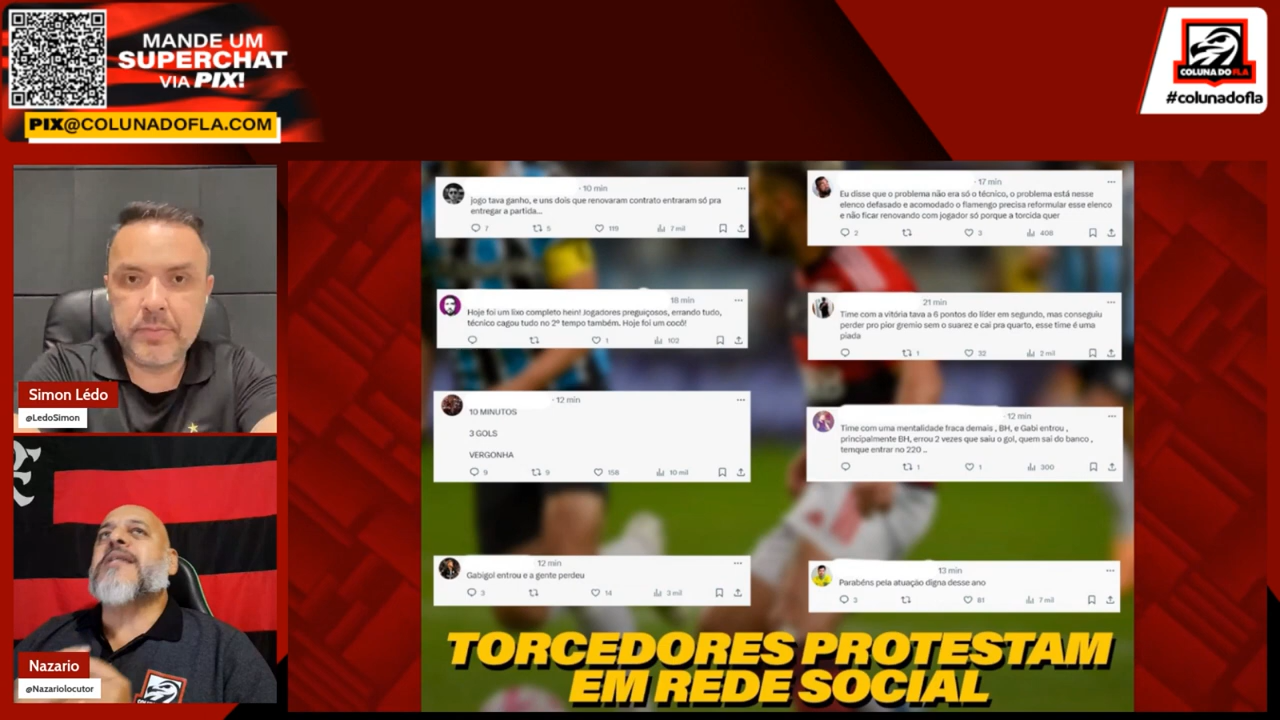 MANDE UM
SUPERCHAT
VIA PIX!
PIX@COLUNADOFLA.COM
COLUNA DO FLA
#colunadofla
Simon Lédo
@LedoSimon
Nazario
@Nazariolocutor
· 10 min
jogo tava ganho, e uns dois que renovaram contrato entraram só pra
entregar a partida...
7 5 119 7 mil
18 min
Hoje foi um lixo completo hein! Jogadores preguiçosos, errando tudo,
técnico cagou tudo no 2º tempo também. Hoje foi um cocô!
1 102
· 12 min
10 MINUTOS
3 GOLS
VERGONHA
9 9 158 10 mil
12 min
Gabigol entrou e a gente perdeu
3 14 3 mil
· 17 min
Eu disse que o problema não era só o técnico, o problema está nesse
elenco defasado e acomodado o flamengo precisa reformular esse elenco
e não ficar renovando com jogador só porque a torcida quer
2 3 408
21 min
Time com a vitória tava a 6 pontos do líder em segundo, mas conseguiu
perder pro pior gremio sem o suarez e cai pra quarto, esse time é uma
piada
1 32 2 mil
· 12 min
Time com uma mentalidade fraca demais , BH, e Gabi entrou ,
principalmente BH, errou 2 vezes que saiu o gol, quem sai do banco ,
temque entrar no 220 ..
1 1 300
13 min
Parabéns pela atuação digna desse ano
3 81 7 mil
TORCEDORES PROTESTAM
EM REDE SOCIAL